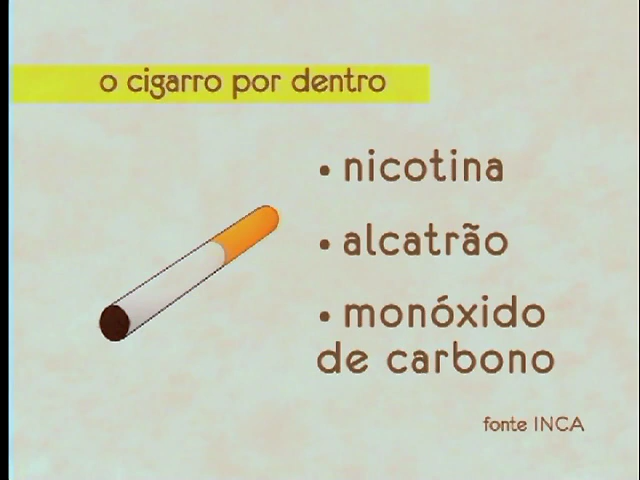 o cigarro por dentro
• nicotina
• alcatrão
• monóxido
de carbono
fonte INCA